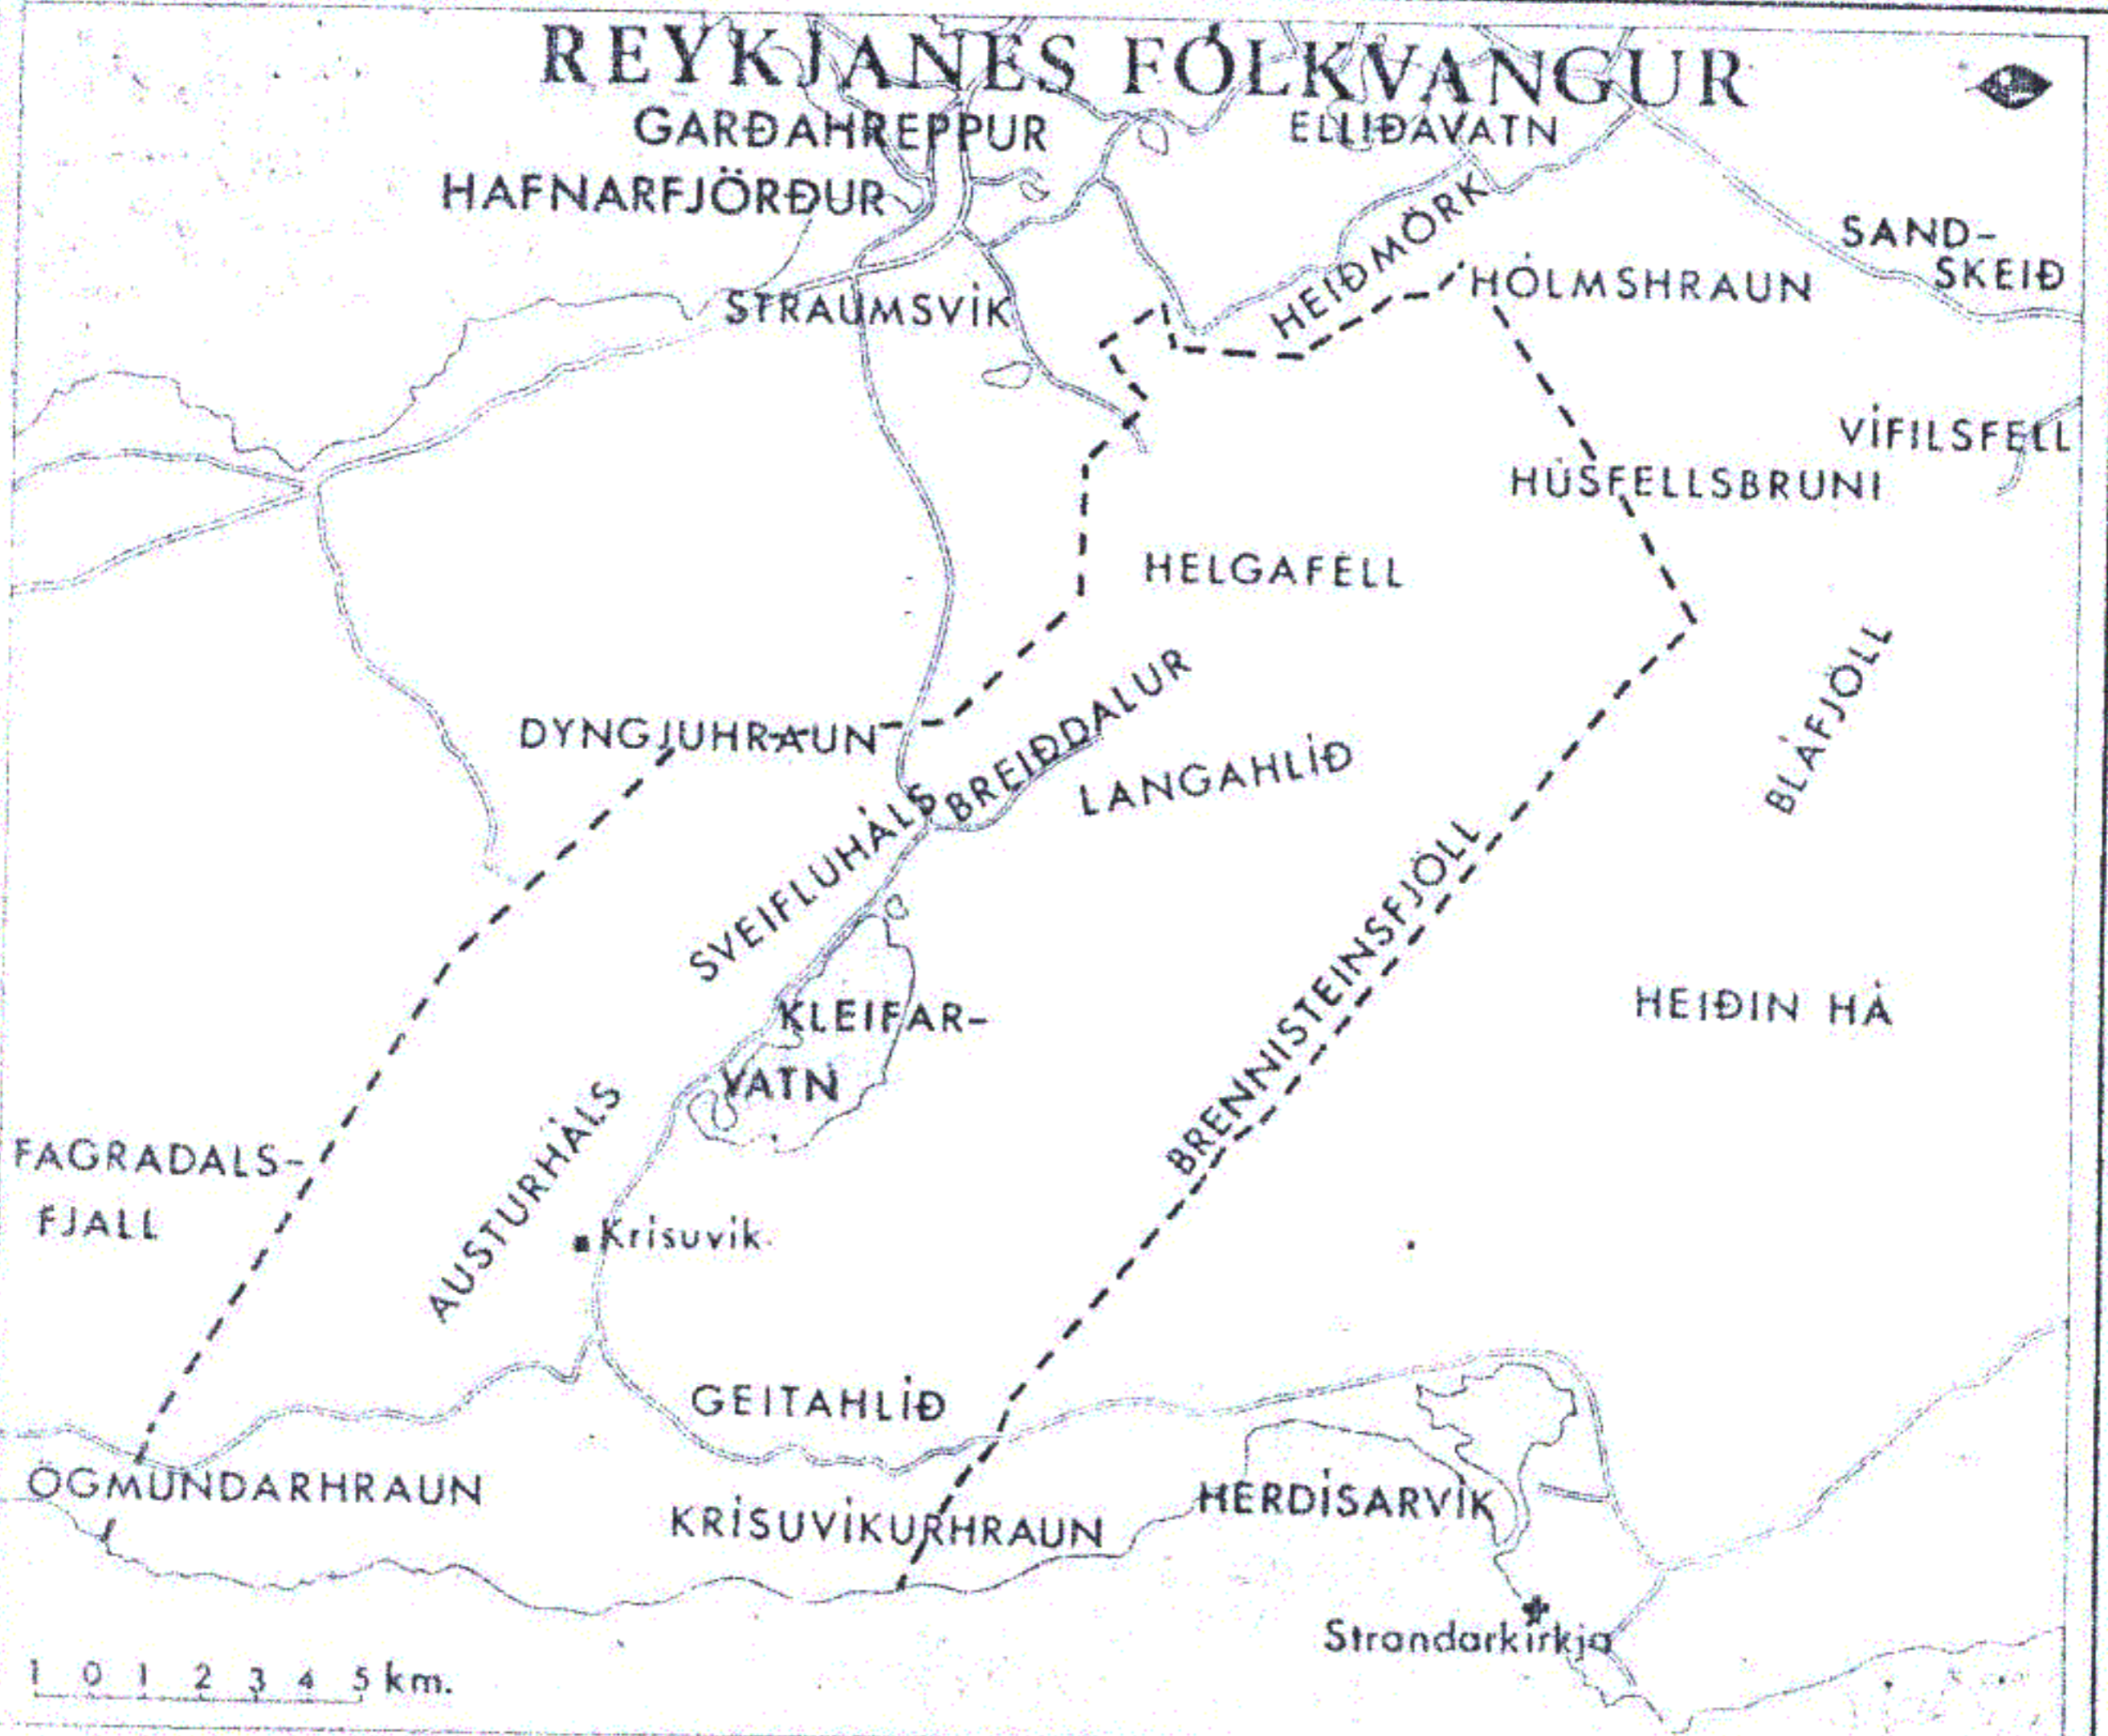 REYKJANES FÓLKVANGUR
GARÐAHREPPUR
ELLIÐAVATN
HAFNARFJÖRÐUR
HEIÐMÖRK
SAND-
SKEIÐ
STRAUMSVÍK
HÓLMSHRAUN
VÍFILSFELL
HÚSFELLSBRUNI
HELGAFELL
BLÁFJÖLL
DYNGJUHRAUN
BREIÐDALUR
LANGAHLÍÐ
SVEIFLUHÁLS
BRENNISTEINSFJÖLL
KLEIFAR-
VATN
HEIÐIN HÁ
FAGRADALS-
FJALL
AUSTURHÁLS
Krisuvik
GEITAHLÍÐ
ÖGMUNDARHRAUN
HERDÍSARVÍK
KRÍSUVÍKURHRAUN
Strandarkirkja
1 0 1 2 3 4 5 km.